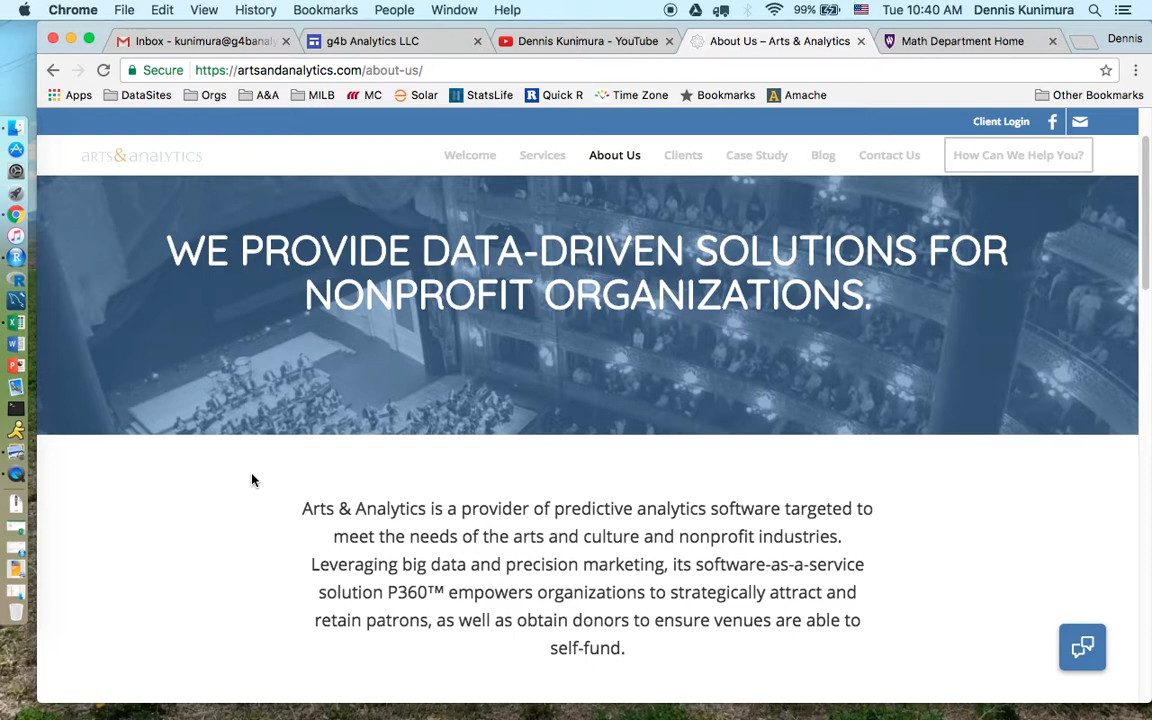 Chrome File Edit View History Bookmarks People Window Help 99% Tue 10:40 AM Dennis Kunimura
Inbox - kunimura@g4banaly g4b Analytics LLC Dennis Kunimura - YouTube About Us – Arts & Analytics Math Department Home Dennis
Secure https://artsandanalytics.com/about-us/
Apps DataSites Orgs A&A MILB MC Solar StatsLife Quick R Time Zone Bookmarks Amache Other Bookmarks
Client Login
arts&analytics Welcome Services About Us Clients Case Study Blog Contact Us How Can We Help You?
WE PROVIDE DATA-DRIVEN SOLUTIONS FOR
NONPROFIT ORGANIZATIONS.
Arts & Analytics is a provider of predictive analytics software targeted to
meet the needs of the arts and culture and nonprofit industries.
Leveraging big data and precision marketing, its software-as-a-service
solution P360™ empowers organizations to strategically attract and
retain patrons, as well as obtain donors to ensure venues are able to
self-fund.